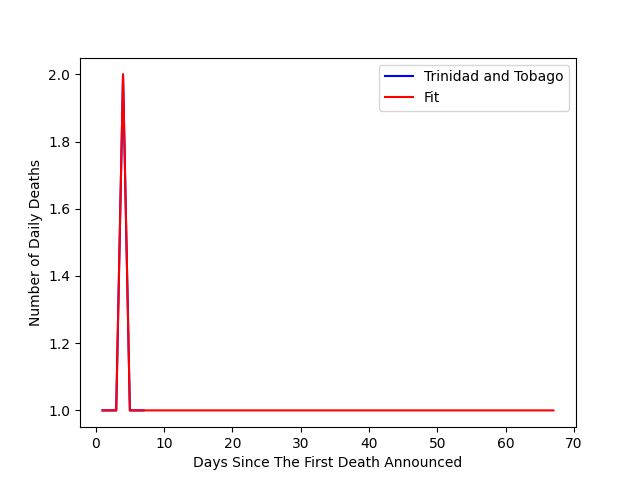 Trinidad and Tobago
Fit
Number of Daily Deaths
2.0
1.8
1.6
1.4
1.2
1.0
0 10 20 30 40 50 60 70
Days Since The First Death Announced